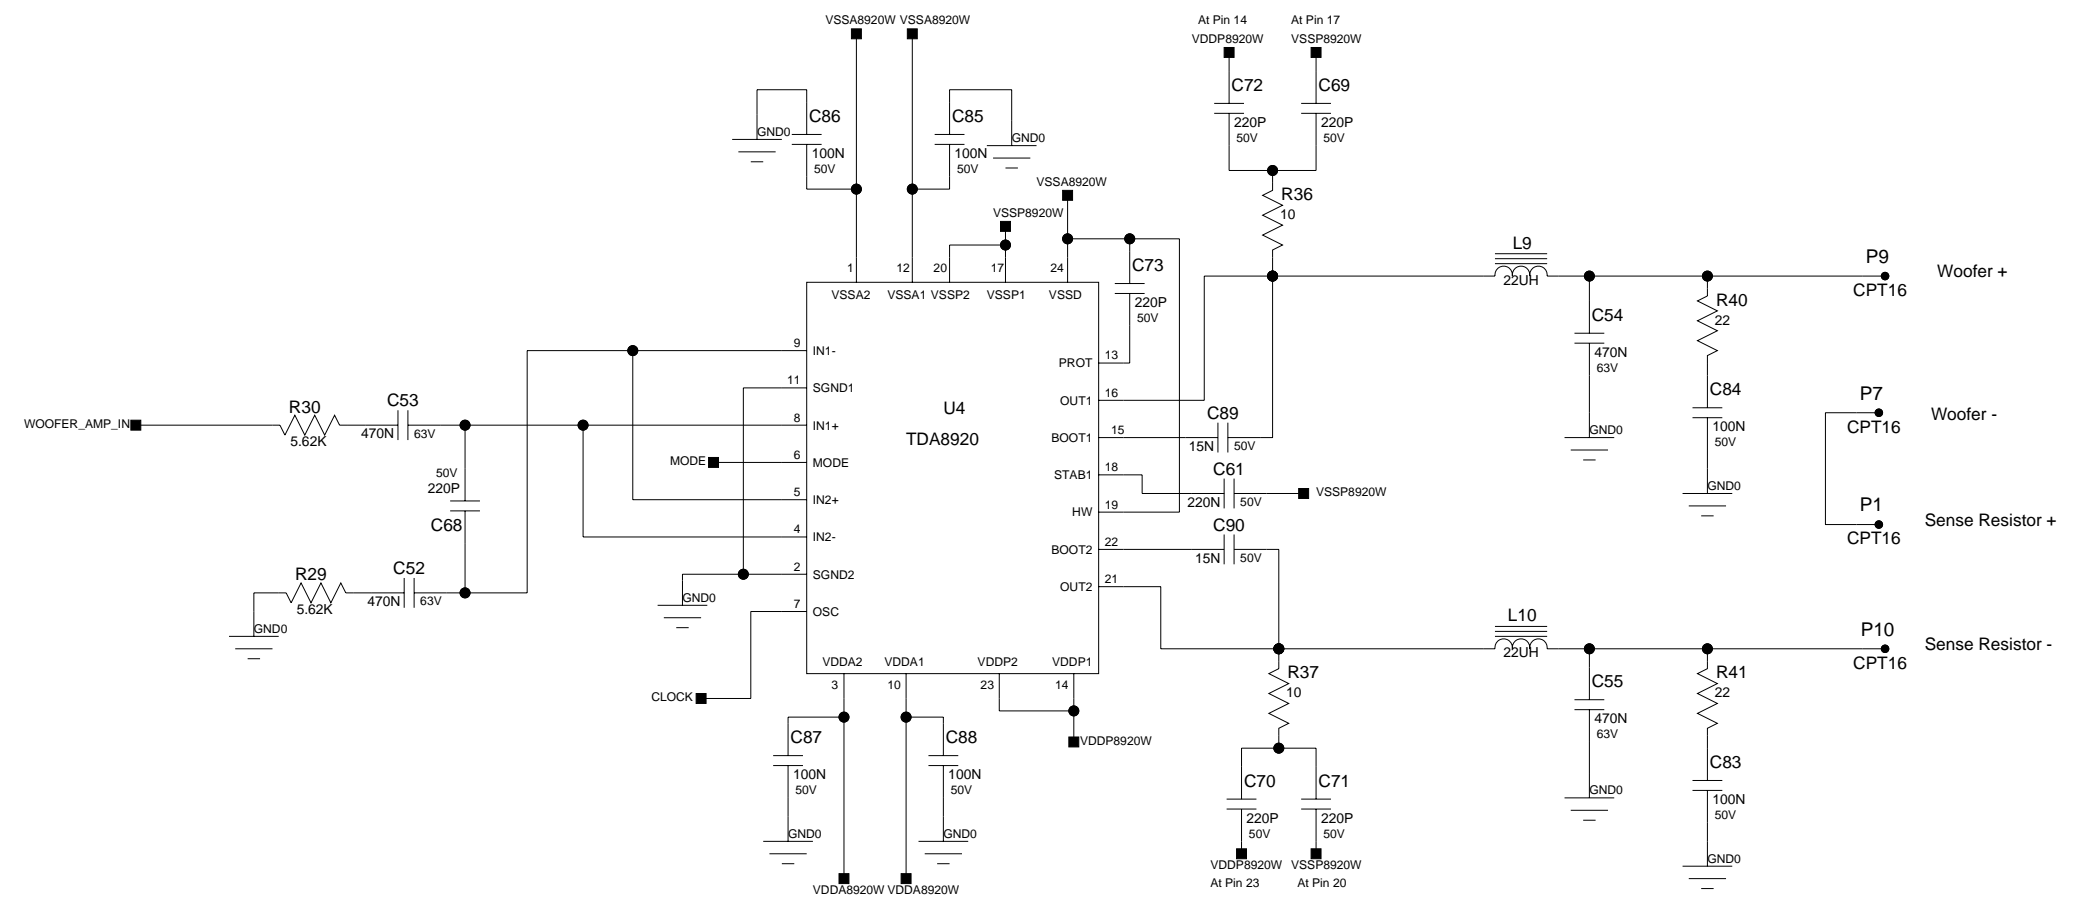 VSSA8920W VSSA8920W
At Pin 14
At Pin 17
VDDP8920W
VSSP8920W
C72
C69
220P
50V
220P
50V
C86
C85
GND0
GND0
100N
50V
100N
50V
VSSA8920W
R36
10
VSSP8920W
1
12
20
17
24
C73
220P
50V
VSSA2
VSSA1
VSSP2
VSSP1
VSSD
L9
22UH
P9
CPT16
Woofer +
R40
22
C54
470N
63V
9
IN1-
PROT
13
11
SGND1
OUT1
16
U4
TDA8920
C84
100N
50V
P7
CPT16
Woofer -
R30
5.62K
C53
470N
63V
WOOFER_AMP_IN
8
IN1+
BOOT1
15
C89
15N
50V
GND0
MODE
6
MODE
STAB1
18
C61
220N
50V
VSSP8920W
GND0
50V
220P
C68
5
IN2+
HW
19
P1
CPT16
Sense Resistor +
4
IN2-
BOOT2
22
C90
15N
50V
R29
5.62K
C52
470N
63V
2
SGND2
OUT2
21
GND0
GND0
7
OSC
L10
22UH
P10
CPT16
Sense Resistor -
VDDA2
VDDA1
VDDP2
VDDP1
3
10
23
14
R37
10
R41
22
C55
470N
63V
CLOCK
C87
100N
50V
C88
100N
50V
VDDP8920W
C70
220P
50V
C71
220P
50V
C83
100N
50V
GND0
GND0
GND0
GND0
VDDA8920W
VDDA8920W
VDDP8920W
VSSP8920W
At Pin 23
At Pin 20